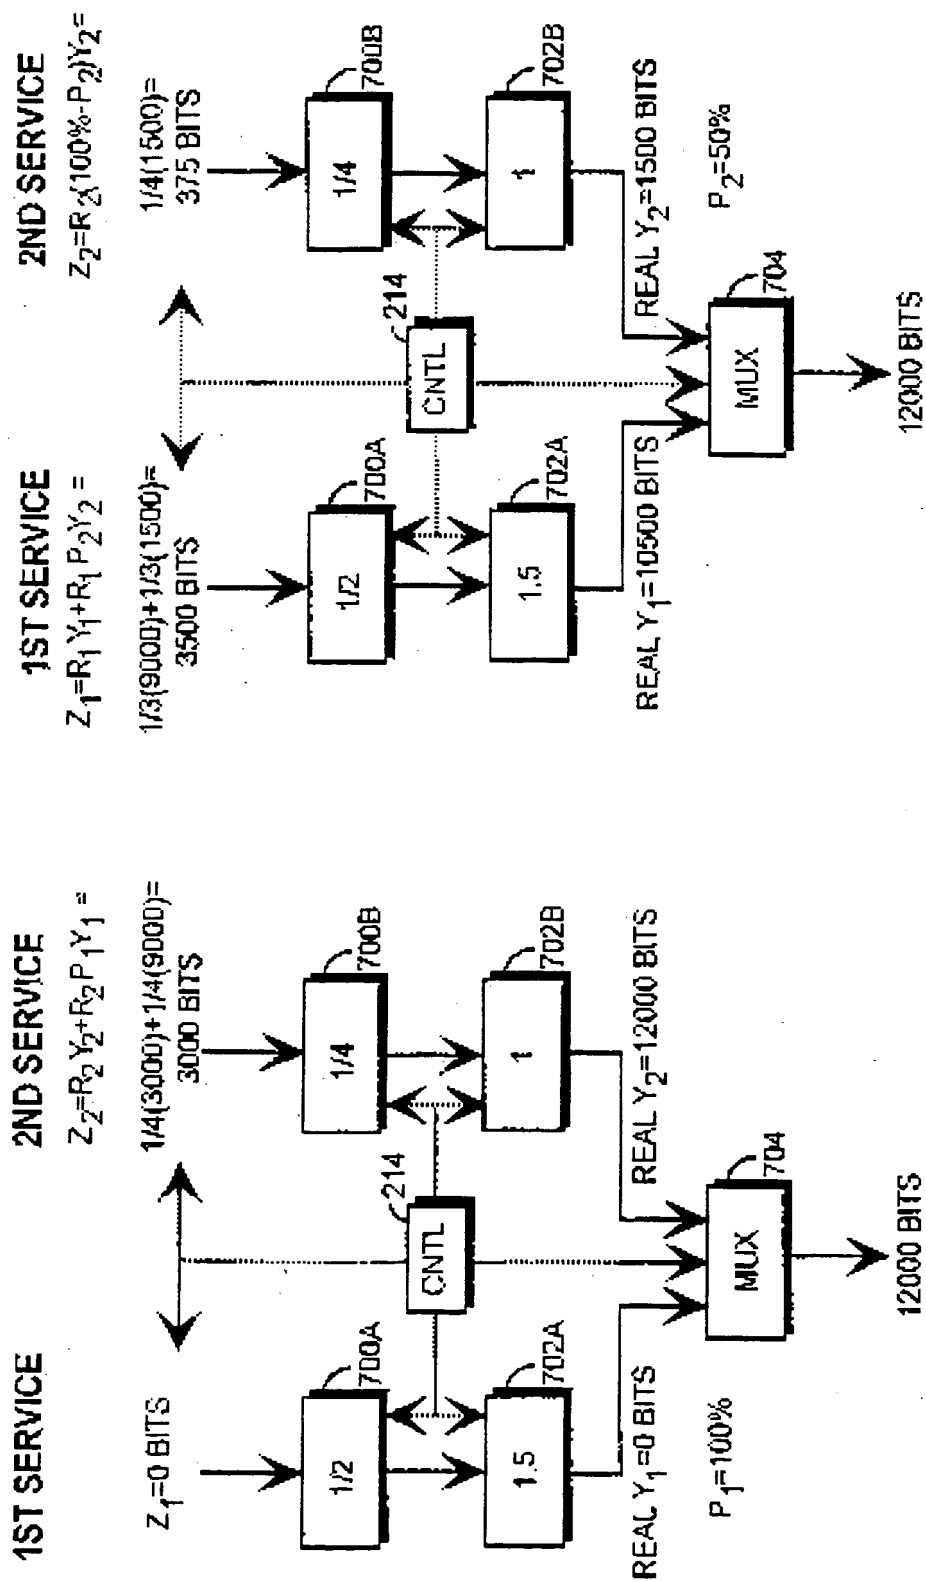 1ST SERVICE
Z1=0 BITS
2ND SERVICE
Z2=R2Y2+R2P1Y1 =
1/4(3000)+1/4(9000)=
3000 BITS
1/2
700A
1/4
700B
CNTL
214
1.5
702A
1
702B
REAL Y1=0 BITS
REAL Y2=12000 BITS
P1=100%
MUX
704
12000 BITS
1ST SERVICE
Z1=R1Y1+R1P2Y2 =
1/3(9000)+1/3(1500)=
3500 BITS
2ND SERVICE
Z2=R2(100%-P2)Y2=
1/4(1500)=
375 BITS
1/2
700A
1/4
700B
CNTL
214
1.5
702A
1
702B
REAL Y1=10500 BITS
REAL Y2=1500 BITS
P2=50%
MUX
704
12000 BITS